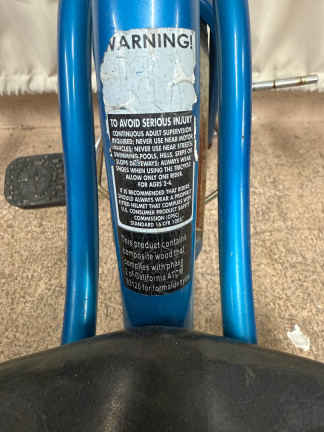 WARNING!
TO AVOID SERIOUS INJURY
CONTINUOUS ADULT SUPERVISION
REQUIRED; NEVER USE NEAR MOTOR
VEHICLES; NEVER USE NEAR STREETS,
SWIMMING POOLS, HILLS, STEPS OR
SLOPE DRIVEWAYS; ALWAYS WEAR
SHOES WHEN USING THE TRICYCLE;
ALLOW ONLY ONE RIDER.
FOR AGES 2-
IT IS RECOMMENDED THAT RIDERS
SHOULD ALWAYS WEAR A PROPERLY
FITTED HELMET THAT COMPLIES WITH
U.S. CONSUMER PRODUCT SAFETY
COMMISSION (CPSC)
STANDARD 16 CFR 1203.
This product contains
composite wood that
complies with phase
2 of California ATCM
93120 for formaldehyde